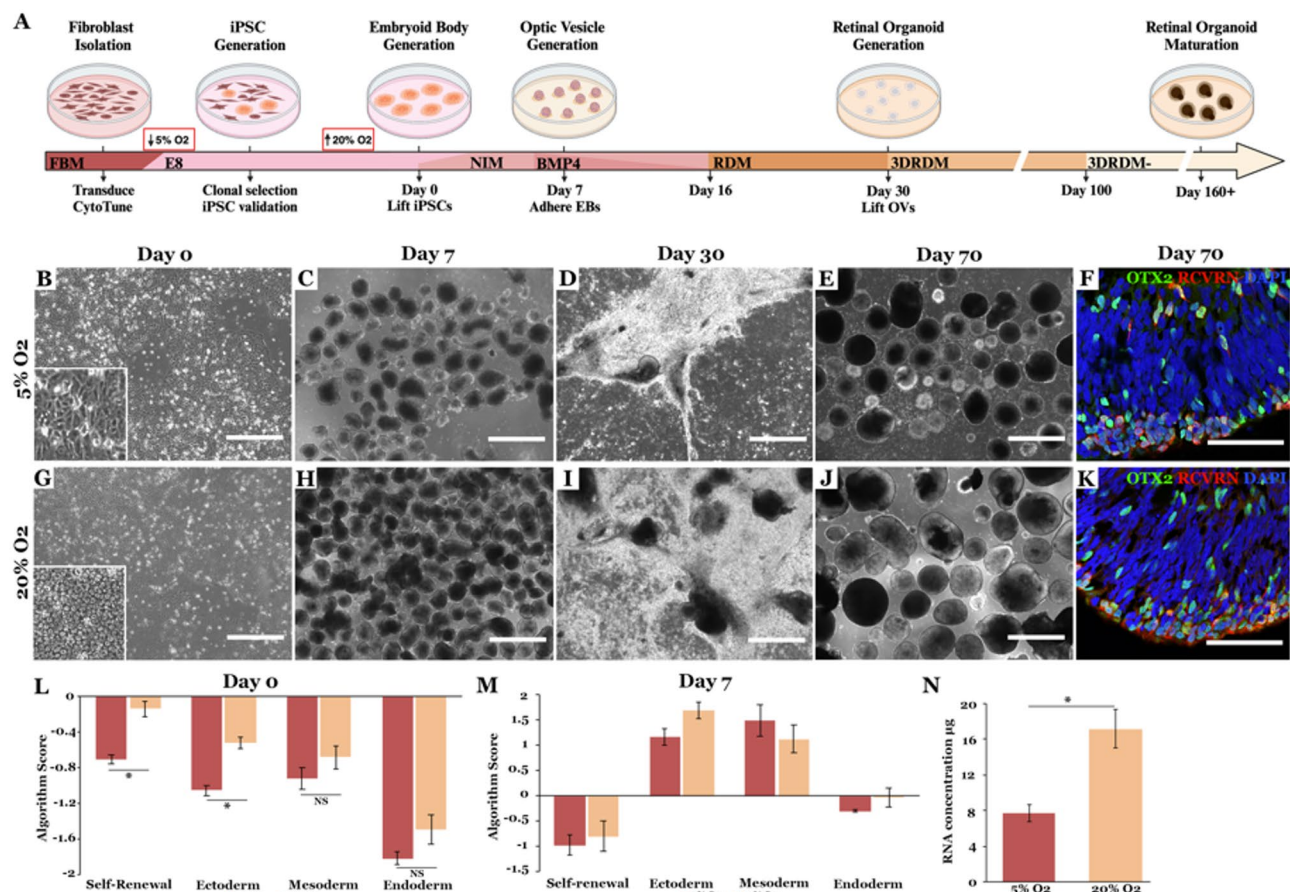 A
Fibroblast
Isolation
iPSC
Generation
Embryoid Body
Generation
Optic Vesicle
Generation
Retinal Organoid
Generation
Retinal Organoid
Maturation
↓5% O2
↑20% O2
FBM
E8
NIM
BMP4
RDM
3DRDM
3DRDM-
Transduce
CytoTune
Clonal selection
iPSC validation
Day 0
Lift iPSCs
Day 7
Adhere EBs
Day 16
Day 30
Lift OVs
Day 100
Day 160+
Day 0
Day 7
Day 30
Day 70
Day 70
5% O2
B
C
D
E
F
OTX2 RCVRN DAPI
20% O2
G
H
I
J
K
OTX2 RCVRN DAPI
L
Day 0
Algorithm Score
0
-0.4
-0.8
-1.2
-1.6
-2
*
*
NS
NS
Self-Renewal
Ectoderm
Mesoderm
Endoderm
M
Day 7
Algorithm Score
2
1.5
1
0.5
0
-0.5
-1
-1.5
Self-renewal
Ectoderm
Mesoderm
Endoderm
N
RNA concentration µg
20
16
12
8
4
0
*
5% O2
20% O2